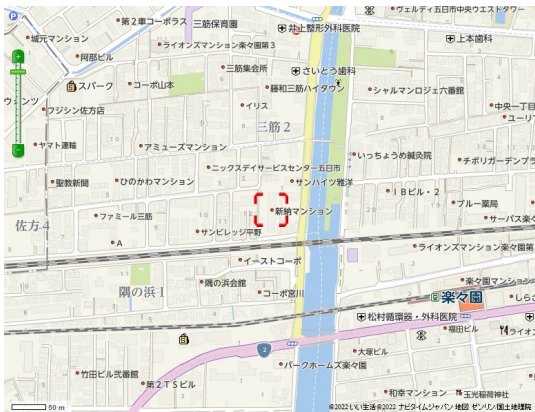 ヴェルディ五日市中央ウエストタワー
第2車コーポラス
三筋保育園
井上整形外科医院
城元マンション
ライオンズマンション楽々園第3
上本歯科
阿部ビル
三筋集会所
さいとう歯科
スパーク
コーポ山本
藤和三筋ハイタウン
シャルマンロジェ六番館
ウェンツ
フジシン佐方店
イリス
中央一丁目
三筋2
ユーリ
ヤマト運輸
アミューズマンション
いっちょうめ鍼灸院
チボリガーデンプラ
ニックスデイサービスセンター五日市
聖教新聞
ひのかわマンション
サンハイツ雅洋
IBビル・2
ブルー薬局
ファミール三筋
新納マンション
サーパス楽々
佐方4
サンビレッジ平野
A
ライオンズマンション楽々園第
イーストコーポ
隅の浜会館
楽々園マンション
隅の浜1
コーポ宮川
楽々園
しらさ
松村循環器・外科医院
福田ビル
ライオン
2
大塚ビル
竹田ビル弐番館
第2TSビル
パークホームズ楽々園
和幸マンション
玉光稲荷神社
50 m
©2022 いい生活 ©2022 ナビタイムジャパン 地図 ゼンリン/国土地理院